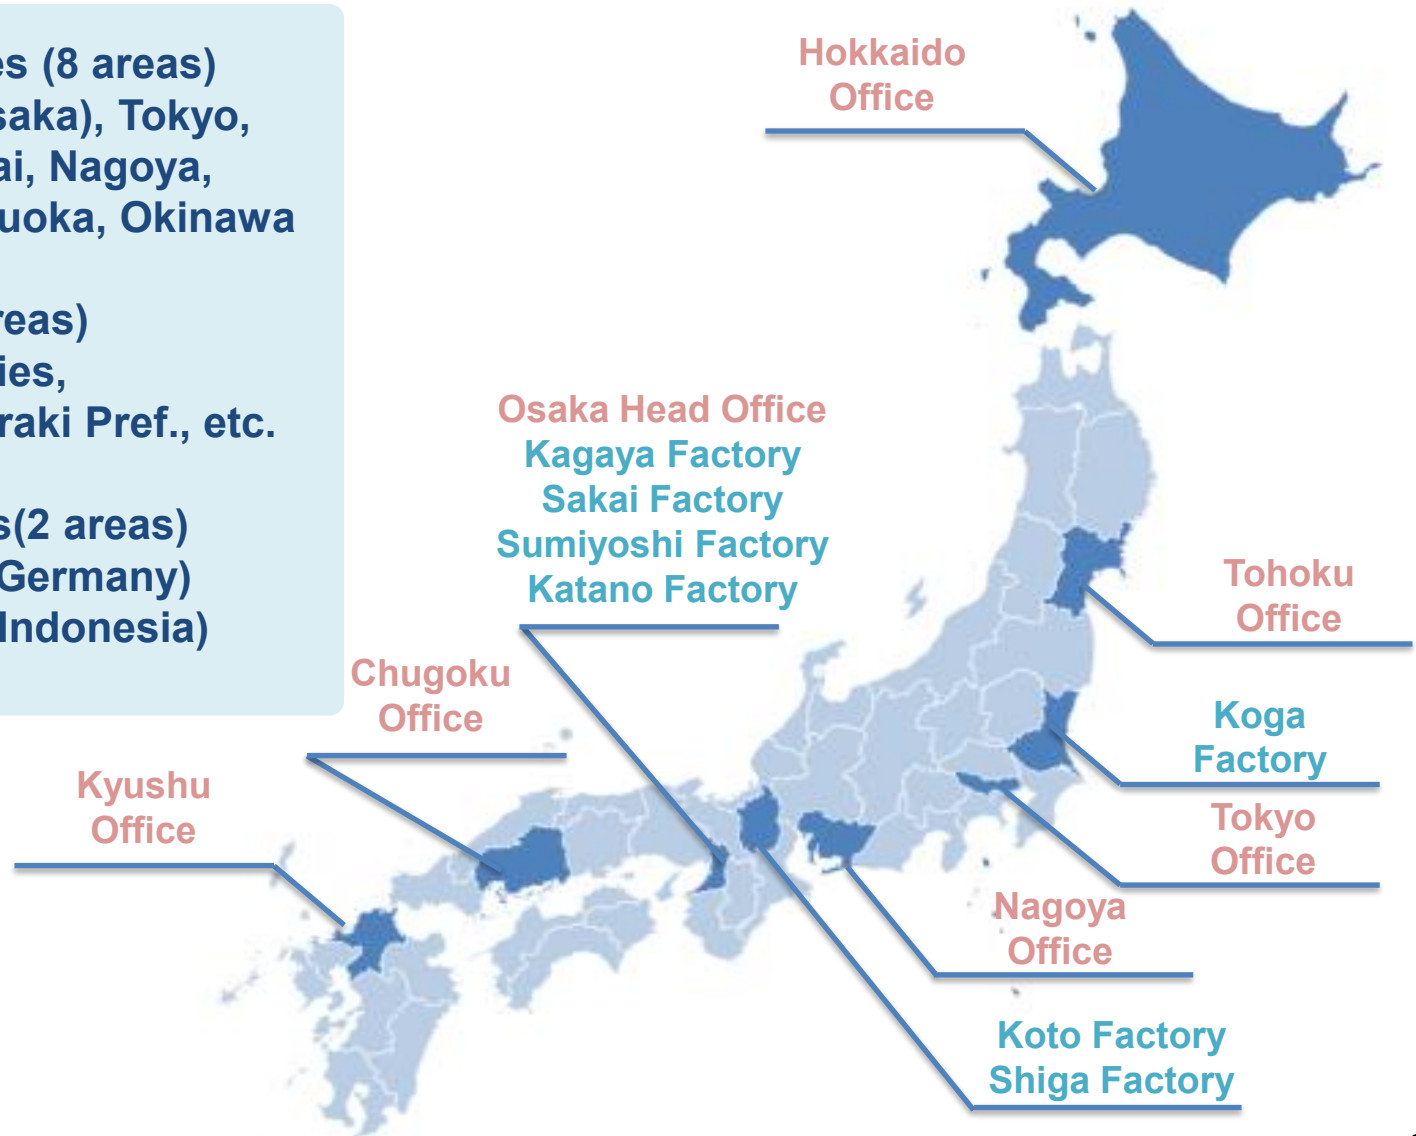 es (8 areas)
saka), Tokyo,
ai, Nagoya,
uoka, Okinawa
reas)
ies,
raki Pref., etc.
s(2 areas)
Germany)
Indonesia)
Hokkaido
Office
Osaka Head Office
Kagaya Factory
Sakai Factory
Sumiyoshi Factory
Katano Factory
Tohoku
Office
Chugoku
Office
Koga
Factory
Kyushu
Office
Tokyo
Office
Nagoya
Office
Koto Factory
Shiga Factory